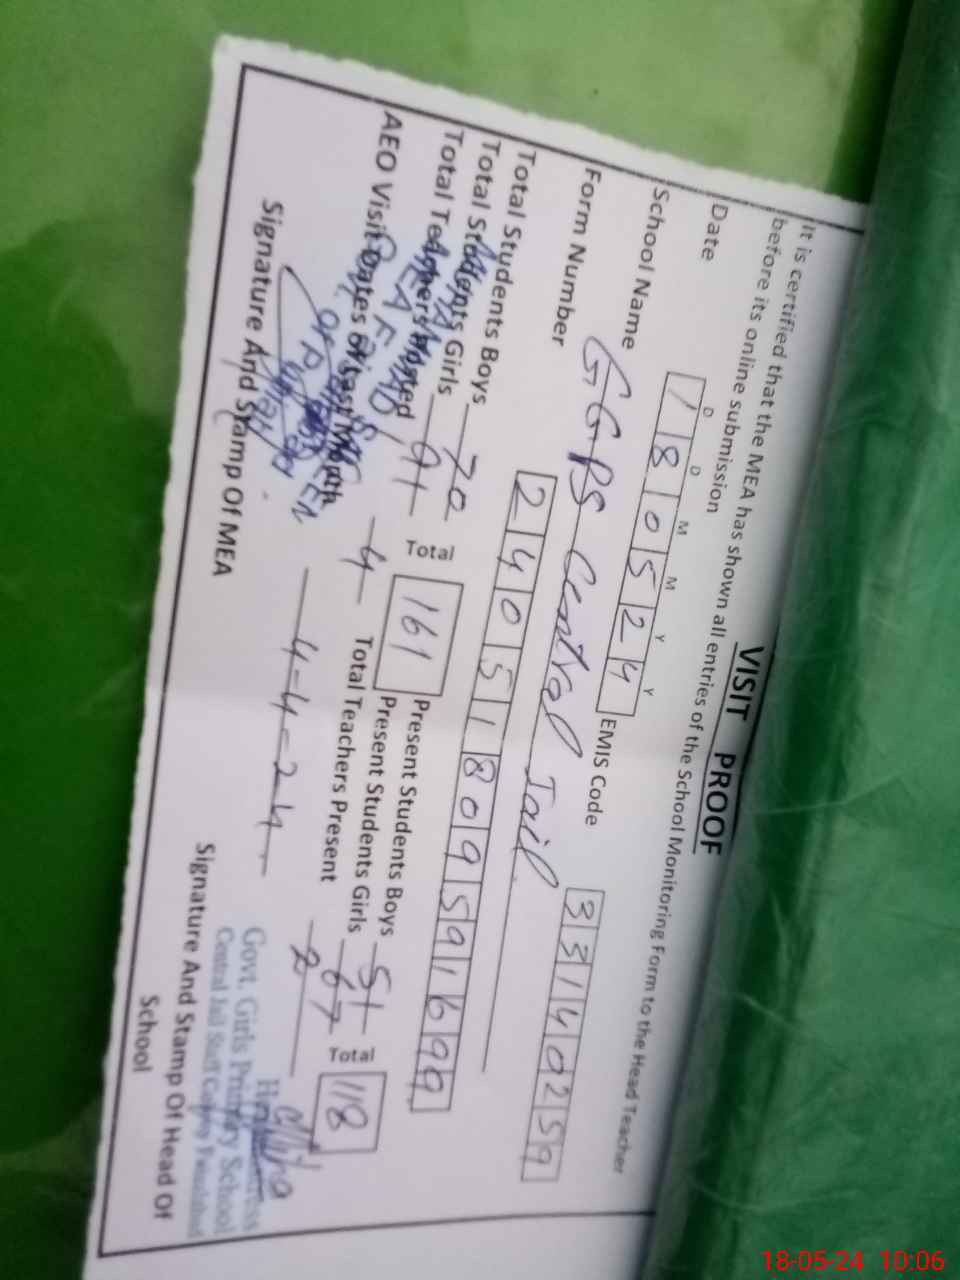 VISIT PROOF
It is certified that the MEA has shown all entries of the School Monitoring Form to the Head Teacher
before its online submission
D D M M Y Y
Date 1 8 0 5 2 4 EMIS Code 3 3 1 4 0 2 5 9
School Name GGPS Central Jail
Form Number 2 4 0 5 1 8 0 9 5 9 1 6 9 9
Total Students Boys 70 Total 161 Present Students Boys 51 Total 118
Total Students Girls 91 Present Students Girls 67
Total Teachers Posted 4 Total Teachers Present 2
AEO Visit Dates of Last Month 4-4-24
Signature And Stamp Of MEA
Govt. Girls Primary School
Central Jail Staff Colony Faisalabad
Signature And Stamp Of Head Of
School
18-05-24 10:06